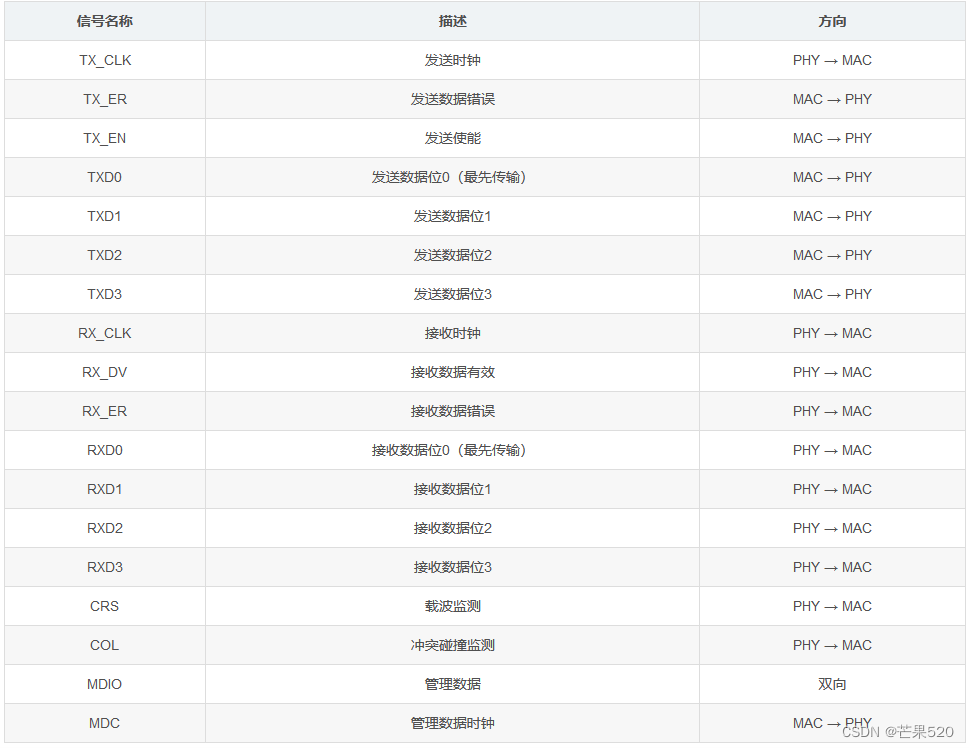 信号名称 描述 方向
TX_CLK 发送时钟 PHY → MAC
TX_ER 发送数据错误 MAC → PHY
TX_EN 发送使能 MAC → PHY
TXD0 发送数据位0（最先传输） MAC → PHY
TXD1 发送数据位1 MAC → PHY
TXD2 发送数据位2 MAC → PHY
TXD3 发送数据位3 MAC → PHY
RX_CLK 接收时钟 PHY → MAC
RX_DV 接收数据有效 PHY → MAC
RX_ER 接收数据错误 PHY → MAC
RXD0 接收数据位0（最先传输） PHY → MAC
RXD1 接收数据位1 PHY → MAC
RXD2 接收数据位2 PHY → MAC
RXD3 接收数据位3 PHY → MAC
CRS 载波监测 PHY → MAC
COL 冲突碰撞监测 PHY → MAC
MDIO 管理数据 双向
MDC 管理数据时钟 MAC → PHY
CSDN @芒果520